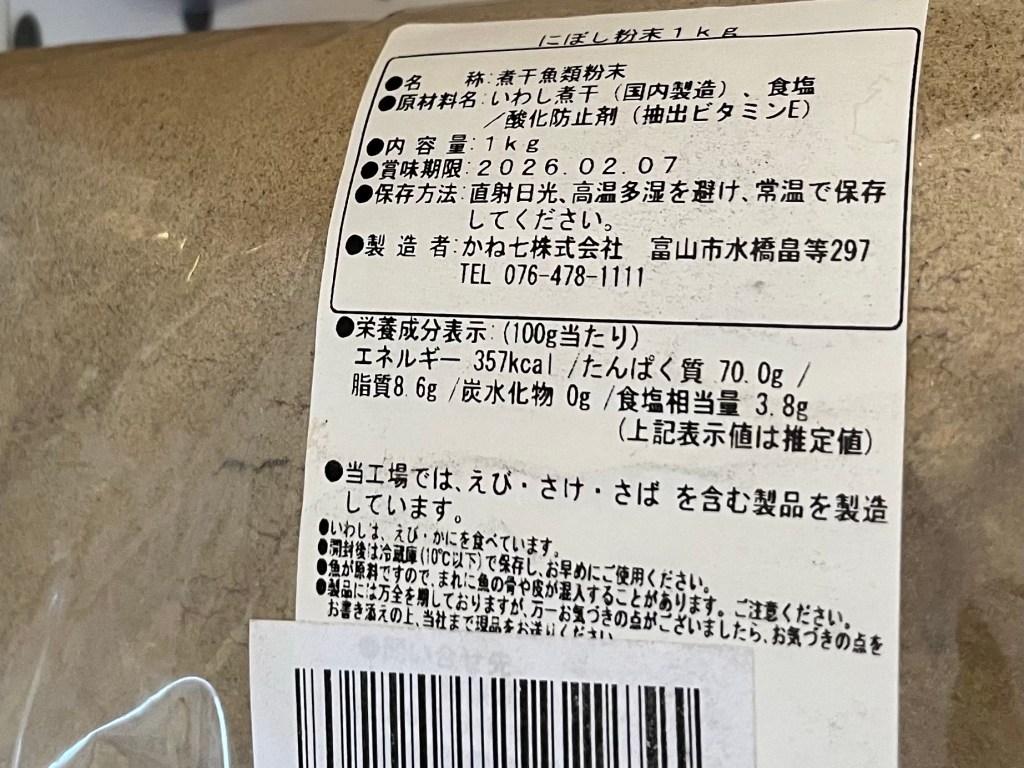 にぼし粉末1kg
●名　　称:煮干魚類粉末
●原材料名:いわし煮干(国内製造)、食塩
／酸化防止剤(抽出ビタミンE)
●内 容 量:1kg
●賞味期限:2026.02.07
●保存方法:直射日光、高温多湿を避け、常温で保存
してください。
●製 造 者:かね七株式会社　富山市水橋畠等297
TEL 076-478-1111
●栄養成分表示:(100g当たり)
エネルギー 357kcal /たんぱく質 70.0g /
脂質8.6g /炭水化物 0g /食塩相当量 3.8g
(上記表示値は推定値)
●当工場では、えび・さけ・さば を含む製品を製造
しています。
●いわしは、えび・かにを食べています。
●開封後は冷蔵庫(10℃以下)で保存し、お早めにご使用ください。
●魚が原料ですので、まれに魚の骨や皮が混入することがあります。ご注意ください。
●製品には万全を期しておりますが、万一お気づきの点がございましたら、お気づきの点を
お書き添えの上、当社まで現品をお送りください。